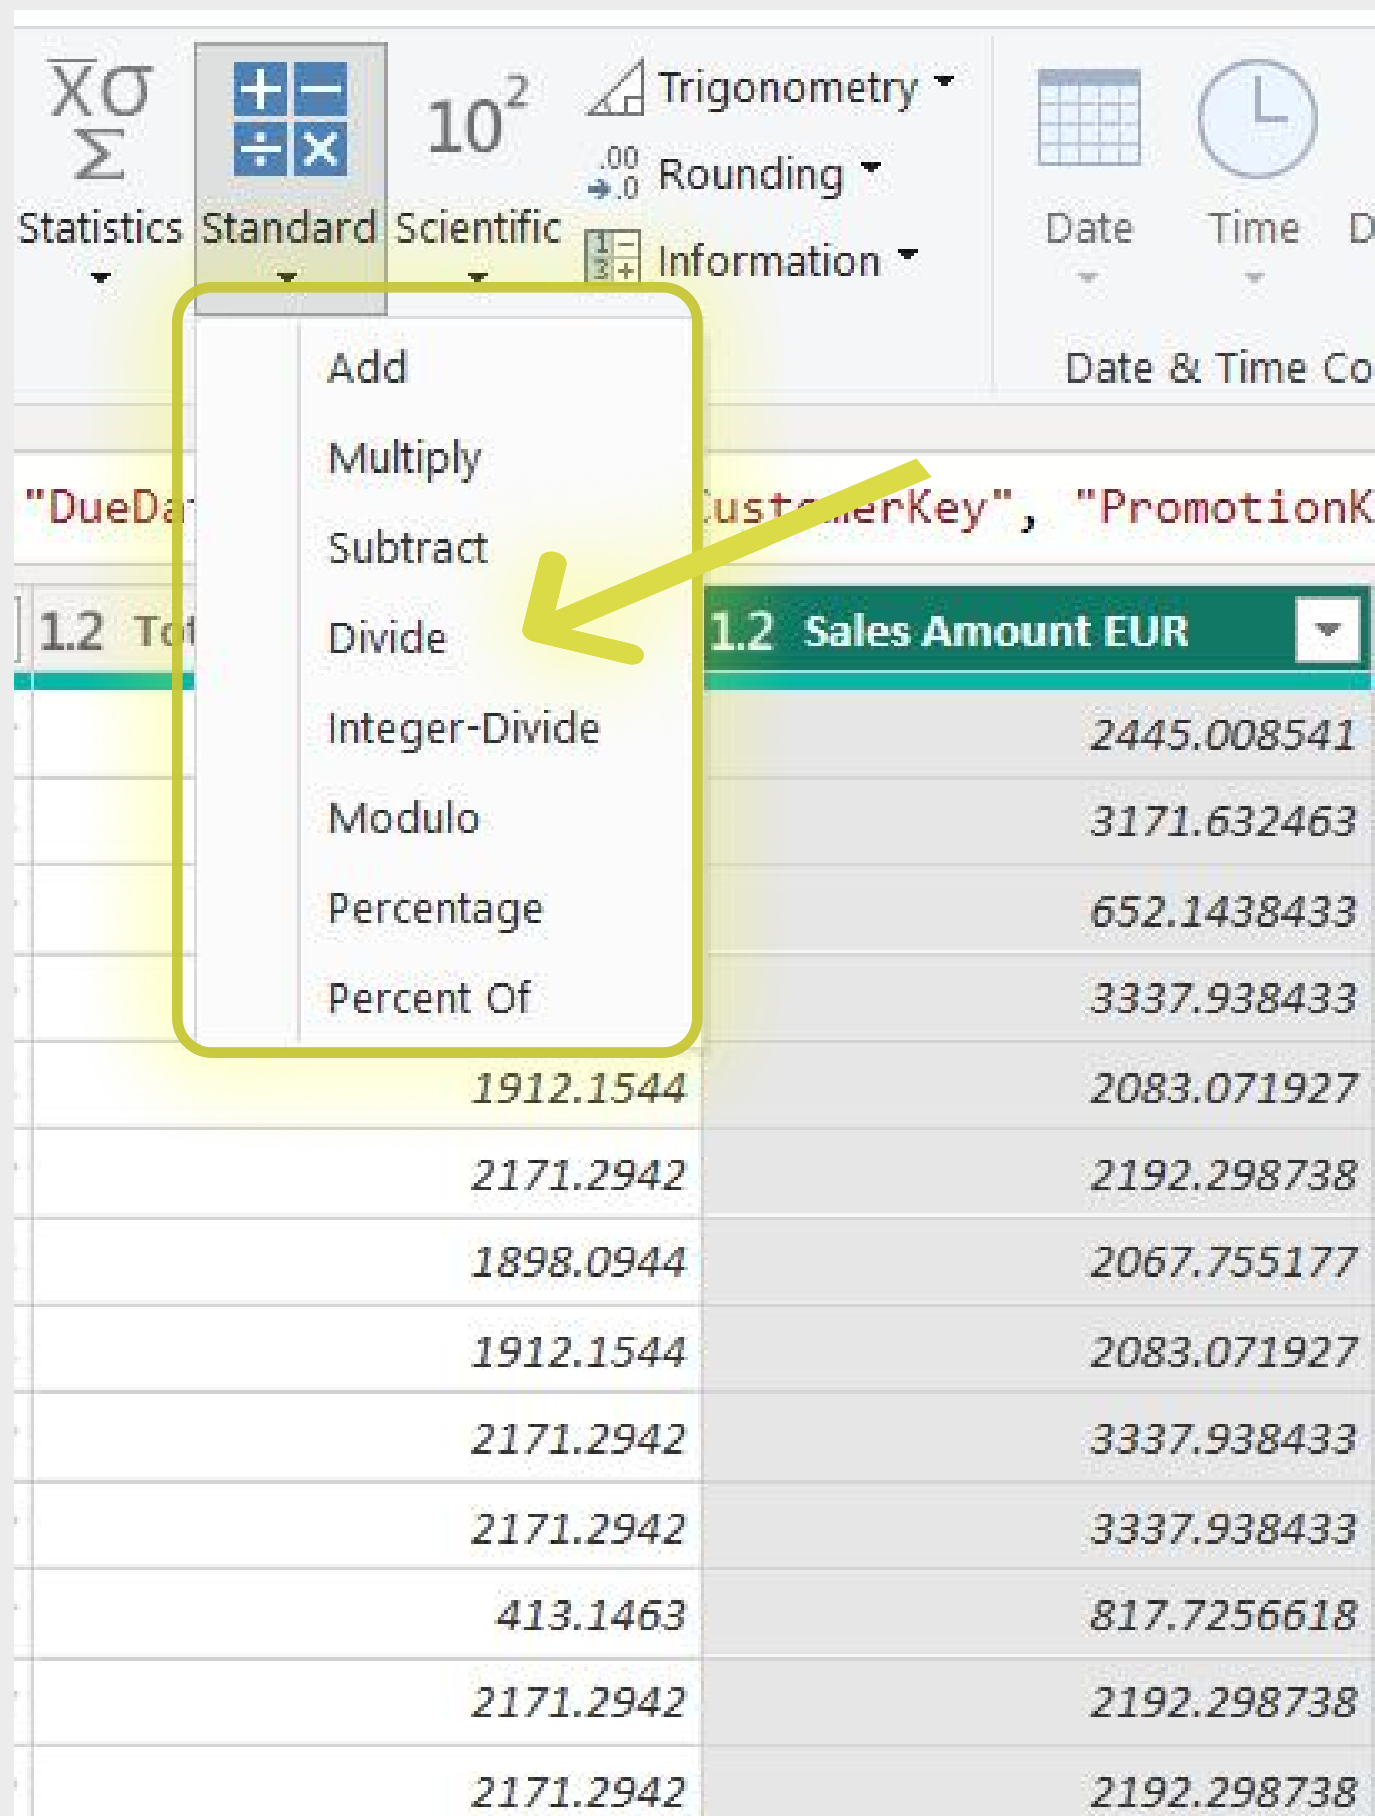 Xσ
Σ
Statistics
Standard
10²
Scientific
Trigonometry
.00
.0
Rounding
Information
Date
Time
Date & Time Co
Add
Multiply
Subtract
Divide
Integer-Divide
Modulo
Percentage
Percent Of
"DueDa ustomerKey", "PromotionK
1.2 Tot 1.2 Sales Amount EUR
2445.008541
3171.632463
652.1438433
3337.938433
1912.1544 2083.071927
2171.2942 2192.298738
1898.0944 2067.755177
1912.1544 2083.071927
2171.2942 3337.938433
2171.2942 3337.938433
413.1463 817.7256618
2171.2942 2192.298738
2171.2942 2192.298738